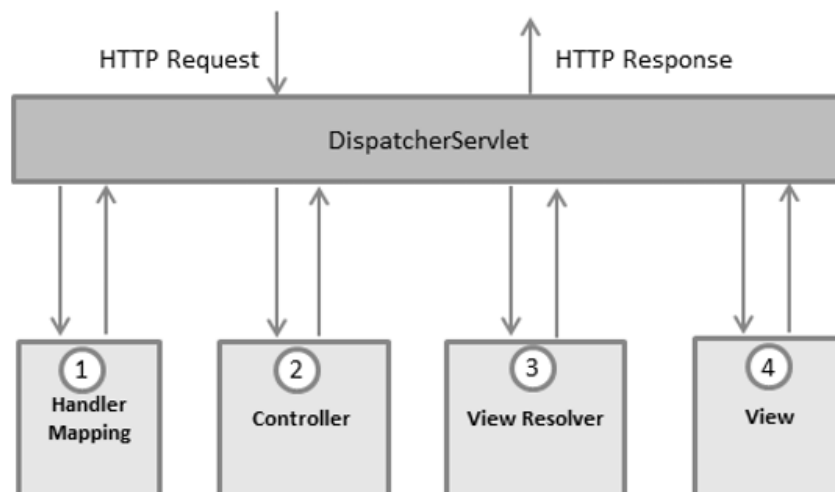 HTTP Request
HTTP Response
DispatcherServlet
1
2
3
4
Handler
Mapping
Controller
View Resolver
View